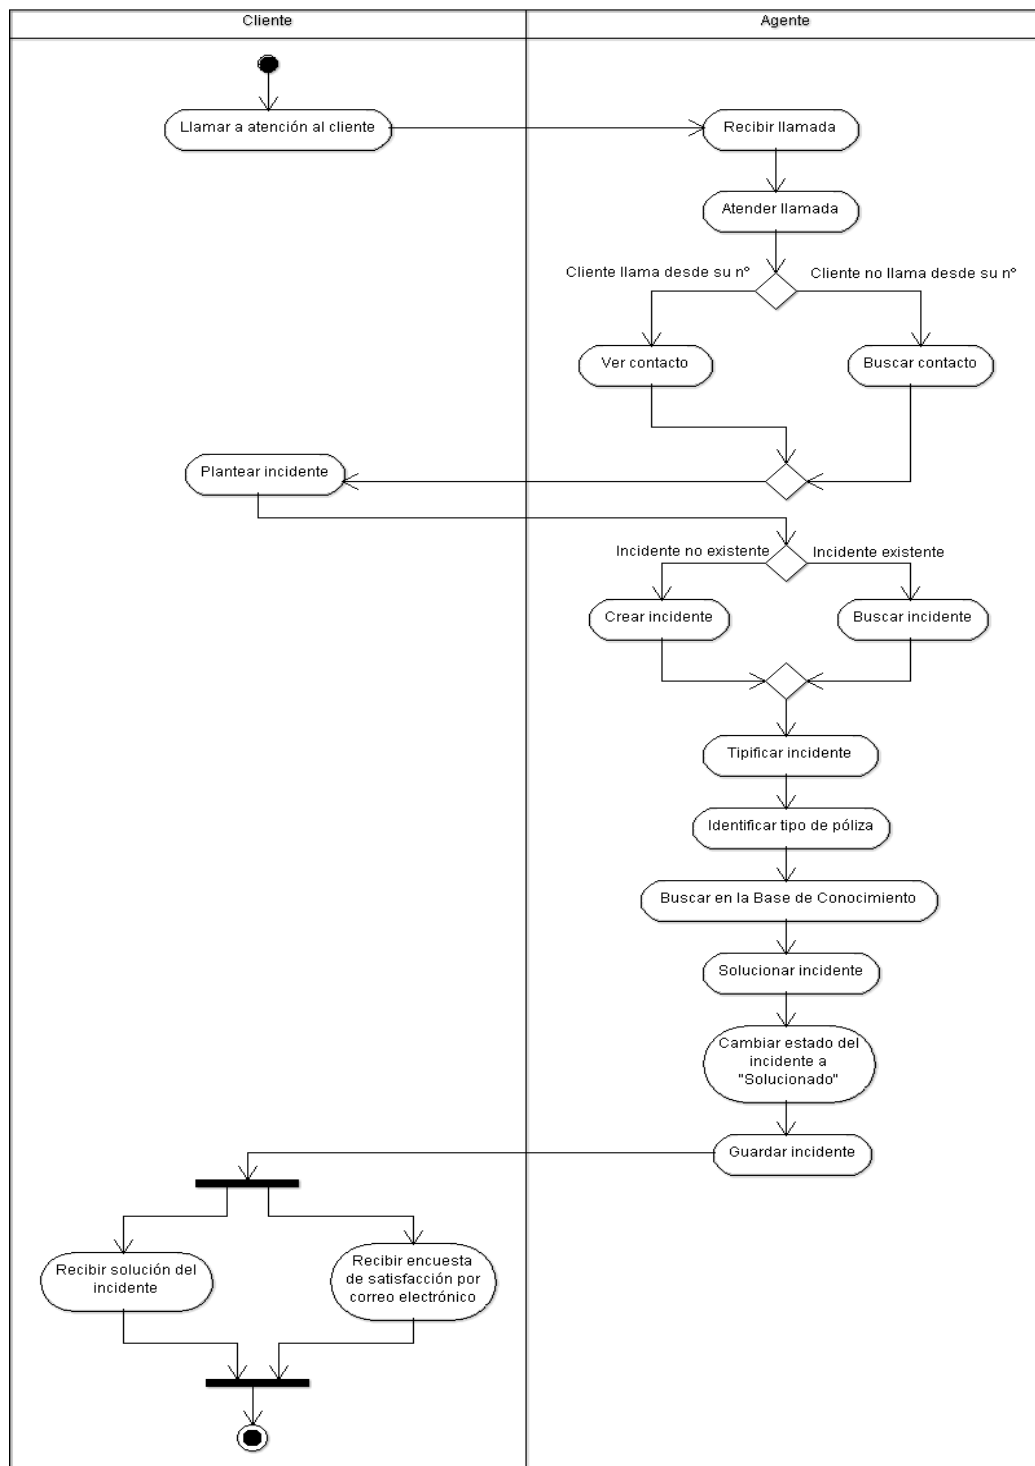 Cliente
Agente
Llamar a atención al cliente
Recibir llamada
Atender llamada
Cliente llama desde su nº
Cliente no llama desde su nº
Ver contacto
Buscar contacto
Plantear incidente
Incidente no existente
Incidente existente
Crear incidente
Buscar incidente
Tipificar incidente
Identificar tipo de póliza
Buscar en la Base de Conocimiento
Solucionar incidente
Cambiar estado del
incidente a
"Solucionado"
Guardar incidente
Recibir solución del
incidente
Recibir encuesta
de satisfacción por
correo electrónico